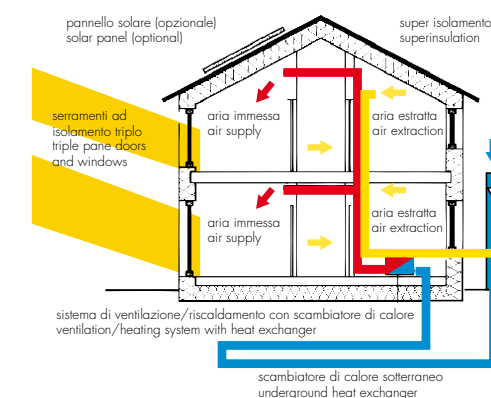 pannello solare (opzionale)
solar panel (optional)
super isolamento
superinsulation
serramenti ad
isolamento triplo
triple pane doors
and windows
aria immessa
air supply
aria estratta
air extraction
aria immessa
air supply
aria estratta
air extraction
sistema di ventilazione/riscaldamento con scambiatore di calore
ventilation/heating system with heat exchanger
scambiatore di calore sotterraneo
underground heat exchanger